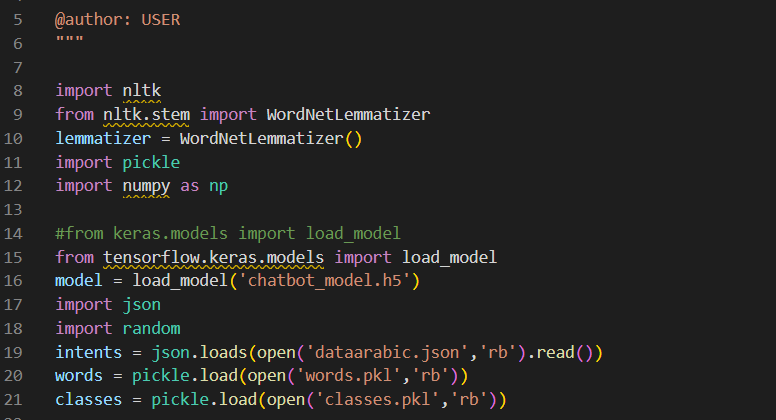 5 @author: USER
6 """
7
8 import nltk
9 from nltk.stem import WordNetLemmatizer
10 lemmatizer = WordNetLemmatizer()
11 import pickle
12 import numpy as np
13
14 #from keras.models import load_model
15 from tensorflow.keras.models import load_model
16 model = load_model('chatbot_model.h5')
17 import json
18 import random
19 intents = json.loads(open('dataarabic.json','rb').read())
20 words = pickle.load(open('words.pkl','rb'))
21 classes = pickle.load(open('classes.pkl','rb'))